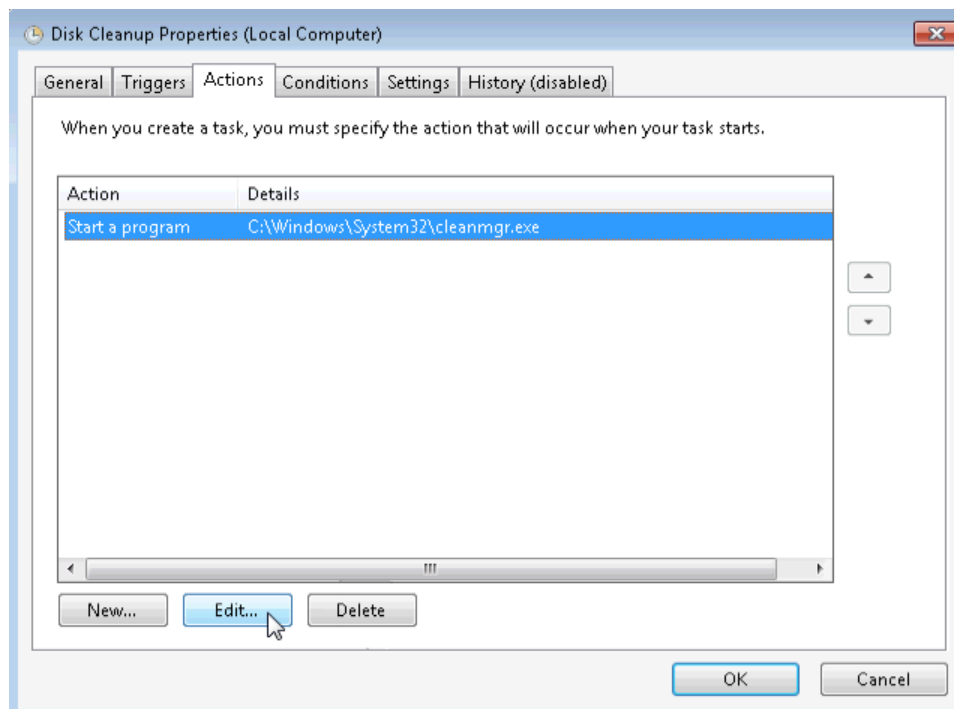 Disk Cleanup Properties (Local Computer)
General Triggers Actions Conditions Settings History (disabled)
When you create a task, you must specify the action that will occur when your task starts.
Action Details
Start a program C:\Windows\System32\cleanmgr.exe
New... Edit... Delete
OK Cancel